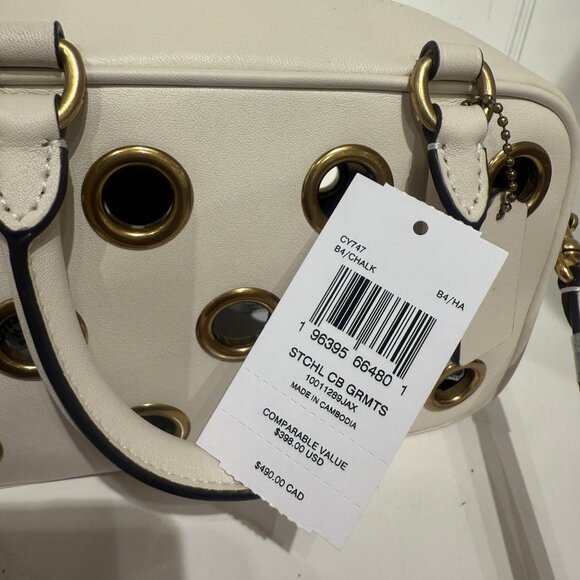 CY747
B4/CHALK
B4/HA
1 96395 66480 1
STCHL CB GRMTS
10011289JAX
MADE IN CAMBODIA
COMPARABLE VALUE
$398.00 USD
$490.00 CAD